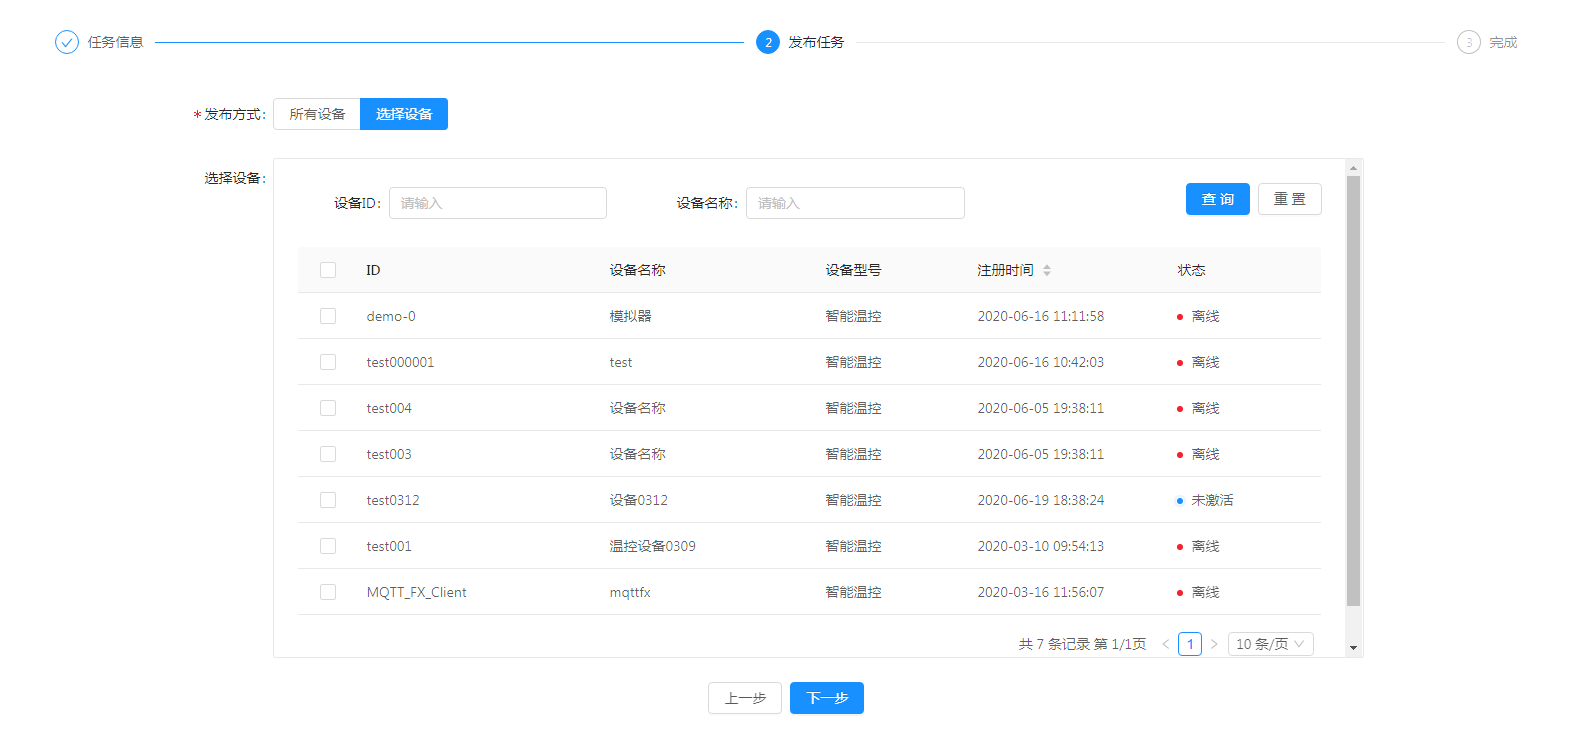 任务信息 2 发布任务 3 完成
* 发布方式: 所有设备 选择设备
选择设备:
设备ID: 请输入 设备名称: 请输入 查 询 重 置
ID 设备名称 设备型号 注册时间 状态
demo-0 模拟器 智能温控 2020-06-16 11:11:58 离线
test000001 test 智能温控 2020-06-16 10:42:03 离线
test004 设备名称 智能温控 2020-06-05 19:38:11 离线
test003 设备名称 智能温控 2020-06-05 19:38:11 离线
test0312 设备0312 智能温控 2020-06-19 18:38:24 未激活
test001 温控设备0309 智能温控 2020-03-10 09:54:13 离线
MQTT_FX_Client mqttfx 智能温控 2020-03-16 11:56:07 离线
共 7 条记录 第 1/1页 < 1 > 10 条/页
上一步 下一步